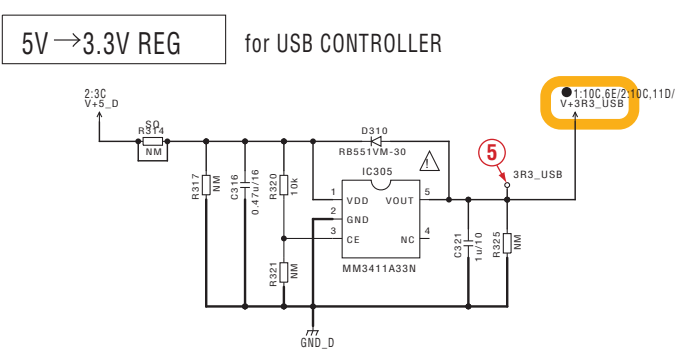 5V →3.3V REG
for USB CONTROLLER
2:3C
V+5_D
1:10C,6E/2:10C,11D/
V+3R3_USB
SQ
R314
NM
D310
RB551VM-30
5
3R3_USB
R317
NM
C316
0.47u/16
R320
10k
IC305
1
VDD
VOUT
5
2
GND
3
CE
NC
4
MM3411A33N
!
R321
NM
C321
1u/10
R325
NM
GND_D